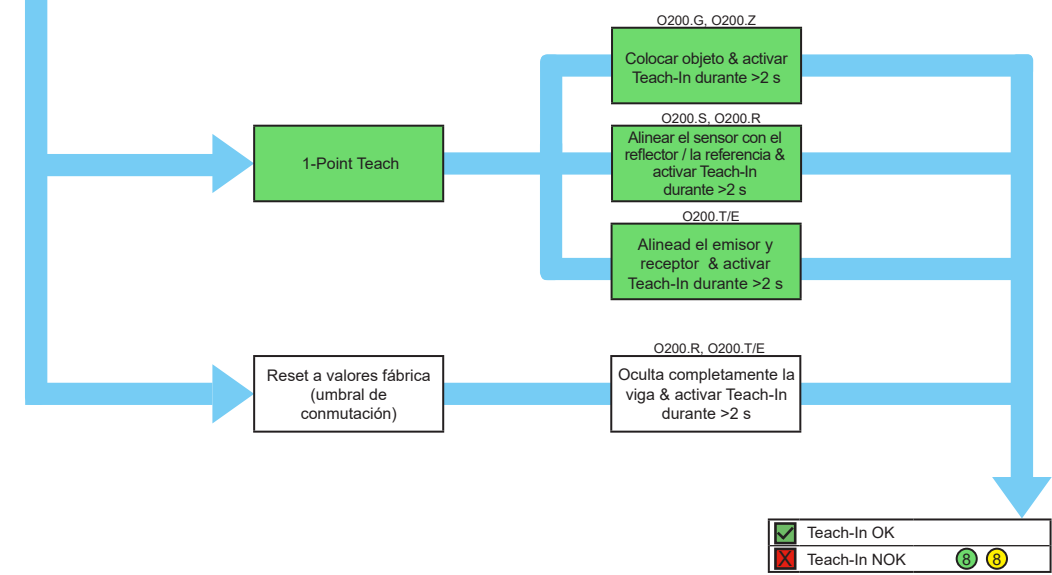 O200.G, O200.Z
Colocar objeto & activar
Teach-In durante >2 s
O200.S, O200.R
Alinear el sensor con el
reflector / la referencia &
activar Teach-In
durante >2 s
1-Point Teach
O200.T/E
Alinead el emisor y
receptor & activar
Teach-In durante >2 s
O200.R, O200.T/E
Reset a valores fábrica
(umbral de
conmutación)
Oculta completamente la
viga & activar Teach-In
durante >2 s
Teach-In OK
Teach-In NOK 8 8